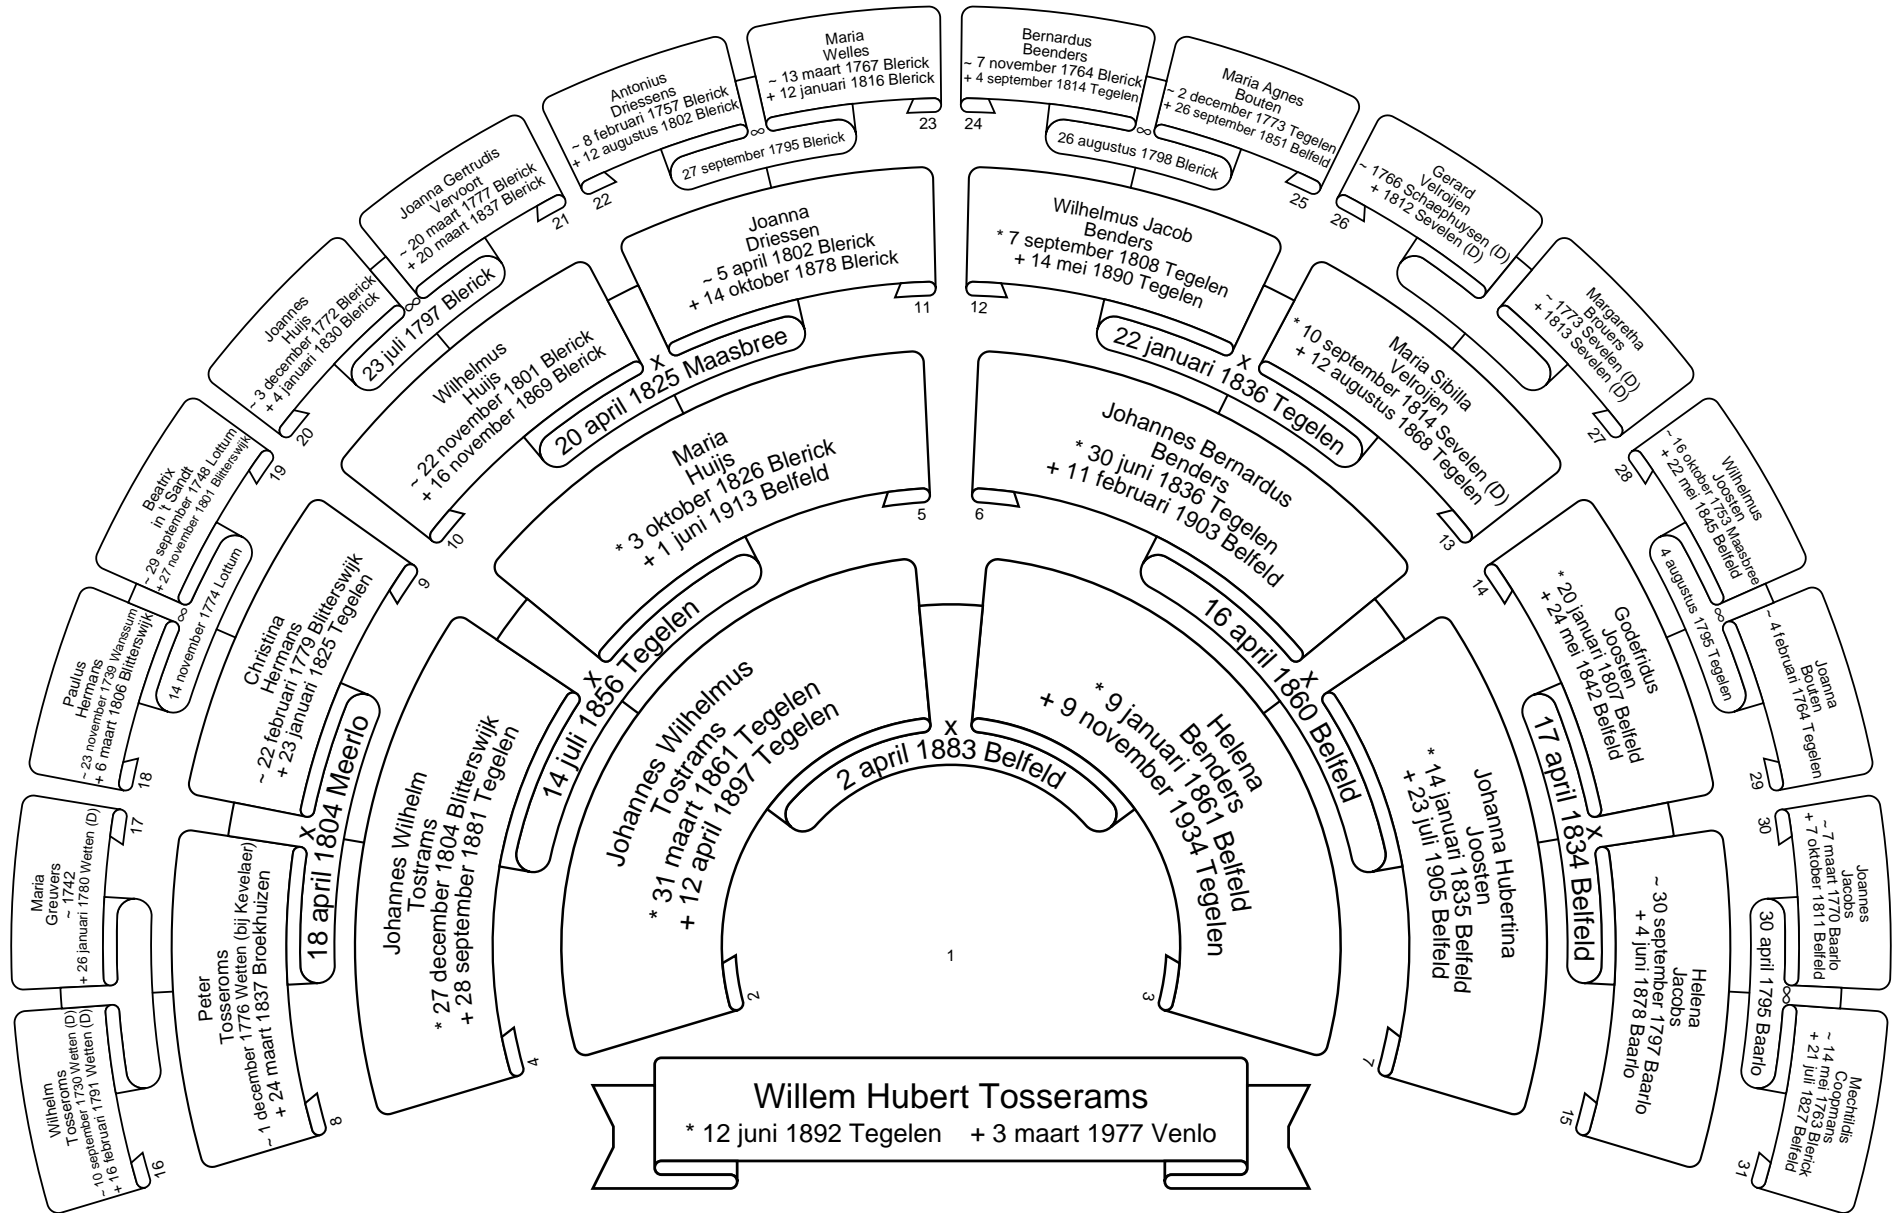 Willem Hubert Tosserams
* 12 juni 1892 Tegelen + 3 maart 1977 Venlo
1
Johannes Wilhelmus
Tostrams
* 31 maart 1861 Tegelen
+ 12 april 1897 Tegelen
2
x
2 april 1883 Belfeld
Helena
Benders
* 9 januari 1861 Belfeld
+ 9 november 1934 Tegelen
3
Johannes Wilhelm
Tostrams
* 27 december 1804 Blitterswijk
+ 28 september 1881 Tegelen
4
x
14 juli 1856 Tegelen
Maria
Huijs
* 3 oktober 1826 Blerick
+ 1 juni 1913 Belfeld
5
Johannes Bernardus
Benders
* 30 juni 1836 Tegelen
+ 11 februari 1903 Belfeld
6
x
16 april 1860 Belfeld
Johanna Hubertina
Joosten
* 14 januari 1835 Belfeld
+ 23 juli 1905 Belfeld
7
Peter
Tosseroms
~ 1 december 1776 Wetten (bij Kevelaer)
+ 24 maart 1837 Broekhuizen
8
x
18 april 1804 Meerlo
Christina
Hermans
~ 22 februari 1779 Blitterswijk
+ 23 januari 1825 Tegelen
9
Wilhelmus
Huijs
~ 22 november 1801 Blerick
+ 16 november 1869 Blerick
10
x
20 april 1825 Maasbree
Joanna
Driessen
~ 5 april 1802 Blerick
+ 14 oktober 1878 Blerick
11
Wilhelmus Jacob
Benders
* 7 september 1808 Tegelen
+ 14 mei 1890 Tegelen
12
x
22 januari 1836 Tegelen
Maria Sibilla
Velroijen
* 10 september 1814 Sevelen (D)
+ 12 augustus 1868 Tegelen
13
Godefridus
Joosten
* 20 januari 1807 Belfeld
+ 24 mei 1842 Belfeld
14
x
17 april 1834 Belfeld
Helena
Jacobs
~ 30 september 1797 Baarlo
+ 4 juni 1878 Baarlo
15
Wilhelm
Tosseroms
~ 10 september 1730 Wetten (D)
+ 16 februari 1791 Wetten (D)
16
Maria
Greuvers
~ 1742
+ 26 januari 1780 Wetten (D)
17
Paulus
Hermans
~ 23 november 1739 Wanssum
+ 6 maart 1806 Blitterswijk
18
∞
14 november 1774 Lottum
Beatrix
in 't Sandt
~ 29 september 1748 Lottum
+ 27 november 1801 Blitterswijk
19
Joannes
Huijs
~ 3 december 1772 Blerick
+ 4 januari 1830 Blerick
20
∞
23 juli 1797 Blerick
Joanna Gertrudis
Vervoort
~ 20 maart 1777 Blerick
+ 20 maart 1837 Blerick
21
Antonius
Driessens
~ 8 februari 1757 Blerick
+ 12 augustus 1802 Blerick
22
∞
27 september 1795 Blerick
Maria
Welles
~ 13 maart 1767 Blerick
+ 12 januari 1816 Blerick
23
Bernardus
Beenders
~ 7 november 1764 Blerick
+ 4 september 1814 Tegelen
24
∞
26 augustus 1798 Blerick
Maria Agnes
Bouten
~ 2 december 1773 Tegelen
+ 26 september 1851 Belfeld
25
Gerard
Velroijen
~ 1766 Schaephuysen (D)
+ 1812 Sevelen (D)
26
Margaretha
Brouers
~ 1773 Sevelen (D)
+ 1813 Sevelen (D)
27
Wilhelmus
Joosten
~ 16 oktober 1753 Maasbree
+ 22 mei 1845 Belfeld
28
∞
4 augustus 1795 Tegelen
Joanna
Bouten
~ 4 februari 1764 Tegelen
29
Joannes
Jacobs
~ 7 maart 1770 Baarlo
+ 7 oktober 1811 Belfeld
30
∞
30 april 1795 Baarlo
Mechthildis
Coopmans
~ 14 mei 1763 Blerick
+ 21 juli 1827 Belfeld
31